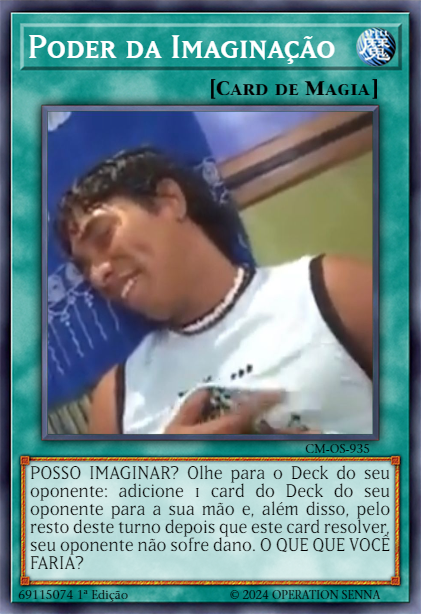 PODER DA IMAGINAÇÃO
魔
[CARD DE MAGIA]
CM-OS-935
POSSO IMAGINAR? Olhe para o Deck do seu
oponente: adicione 1 card do Deck do seu
oponente para a sua mão e, além disso, pelo
resto deste turno depois que este card resolver,
seu oponente não sofre dano. O QUE QUE VOCÊ
FARIA?
69115074 1ª Edição
© 2024 OPERATION SENNA